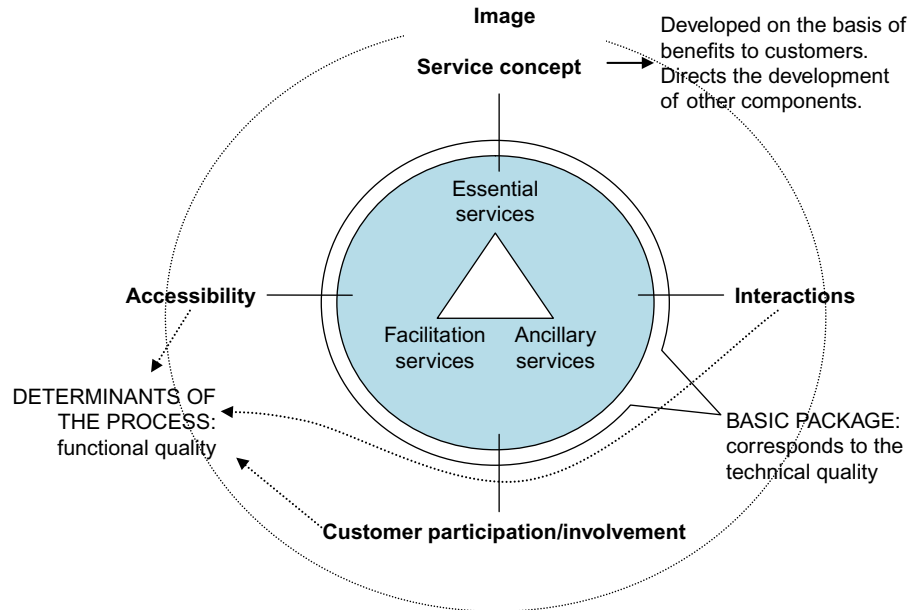 Image
Service concept
Developed on the basis of
benefits to customers.
Directs the development
of other components.
Essential
services
Accessibility
Interactions
Facilitation
services
Ancillary
services
DETERMINANTS OF
THE PROCESS:
functional quality
BASIC PACKAGE:
corresponds to the
technical quality
Customer participation/involvement